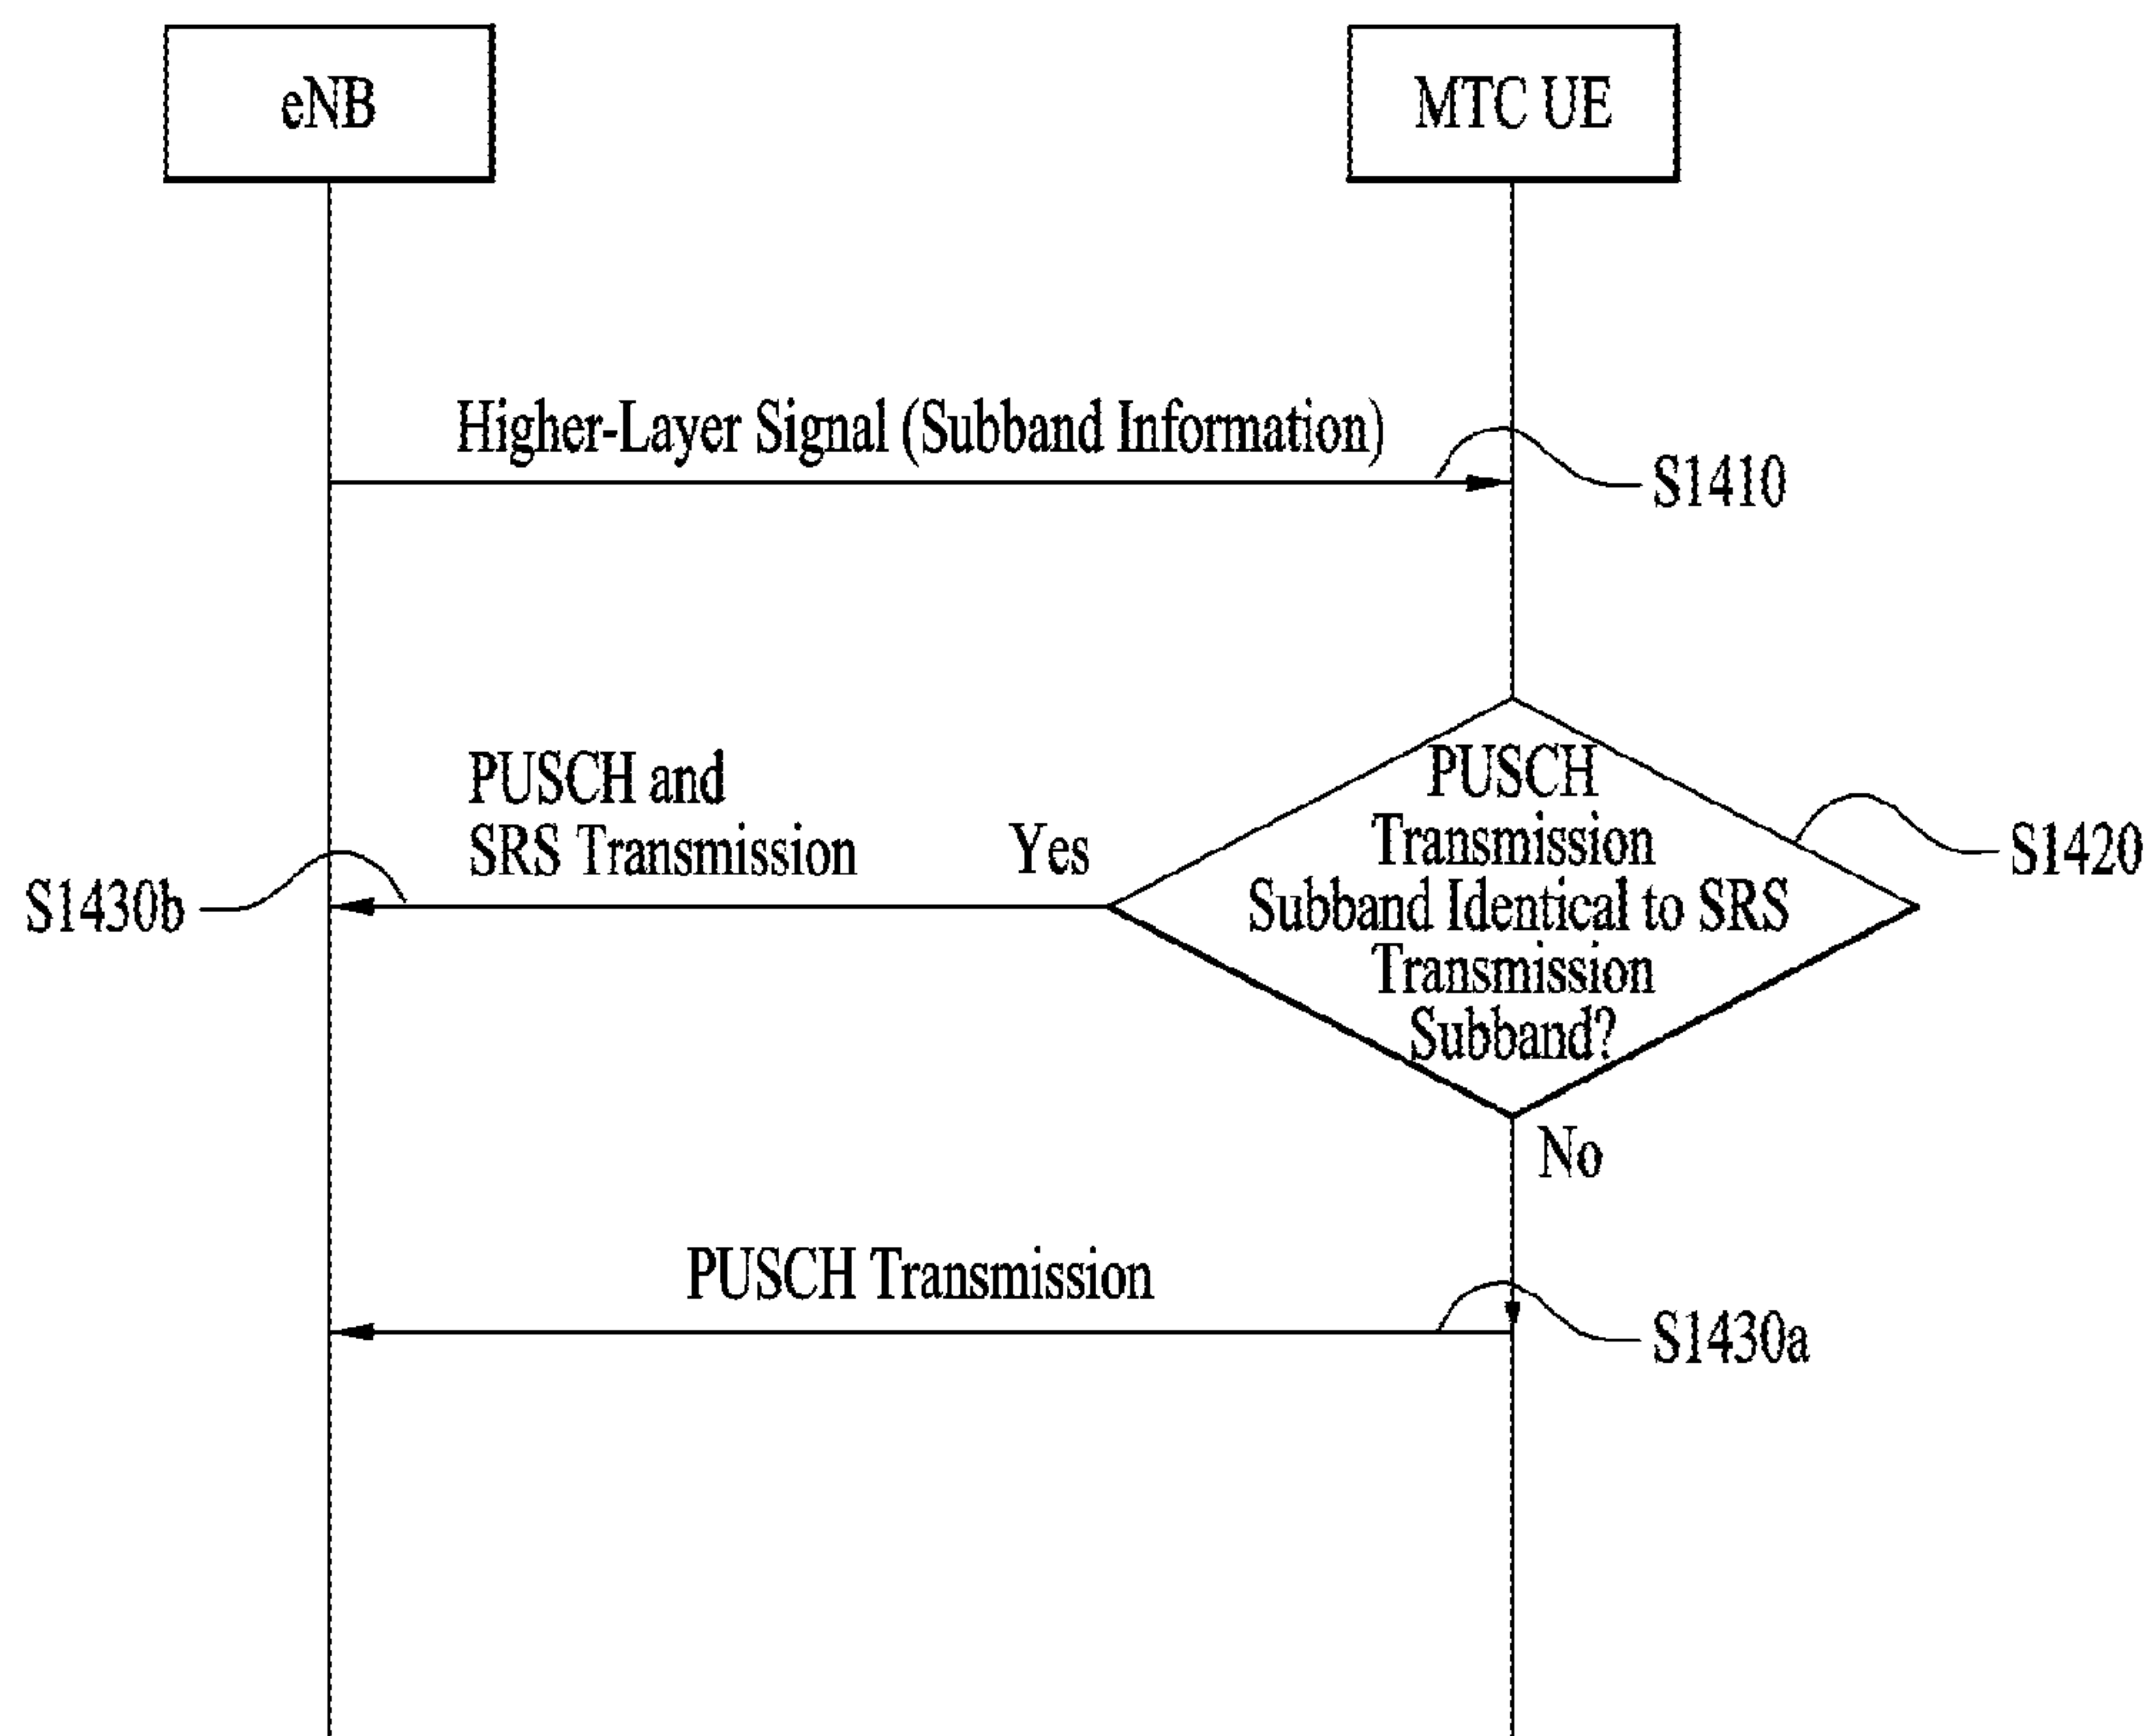 eNB
MTC UE
Higher-Layer Signal (Subband Information)
S1410
PUSCH
Transmission
Subband Identical to SRS
Transmission
Subband?
S1420
PUSCH and
SRS Transmission
Yes
S1430b
No
PUSCH Transmission
S1430a